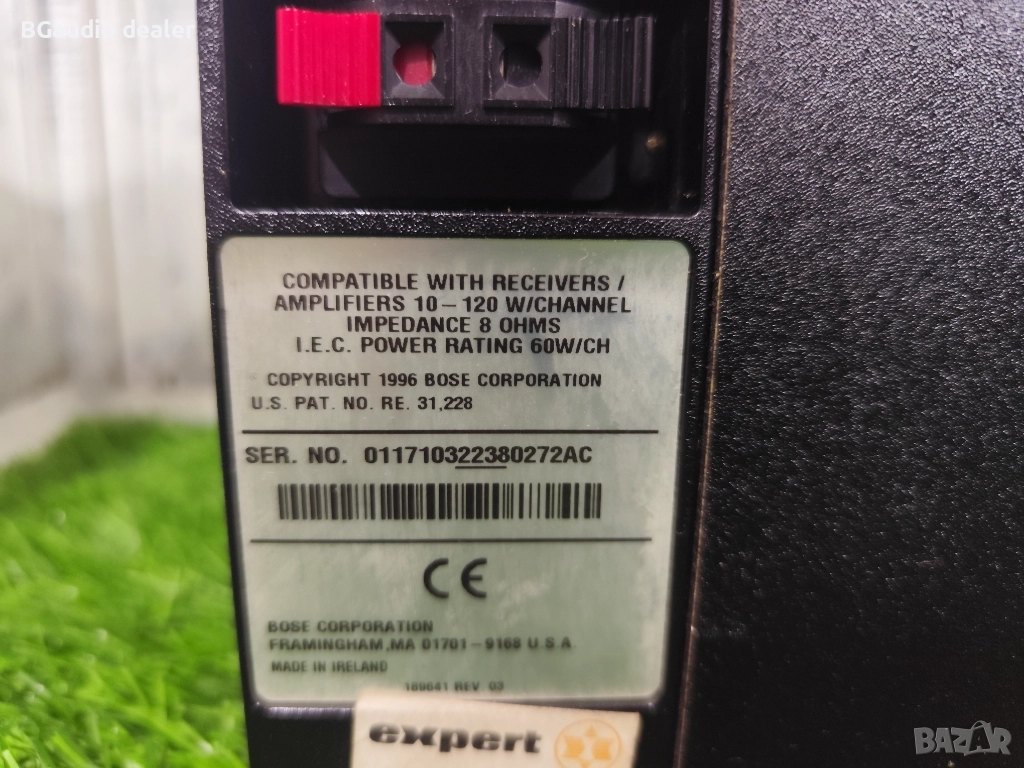 BGaudio dealer
COMPATIBLE WITH RECEIVERS /
AMPLIFIERS 10 – 120 W/CHANNEL
IMPEDANCE 8 OHMS
I.E.C. POWER RATING 60W/CH
COPYRIGHT 1996 BOSE CORPORATION
U.S. PAT. NO. RE. 31,228
SER. NO. 011710322380272AC
CE
BOSE CORPORATION
FRAMINGHAM, MA 01701 – 9168 U.S.A.
MADE IN IRELAND
189641 REV. 03
expert
BAZAR